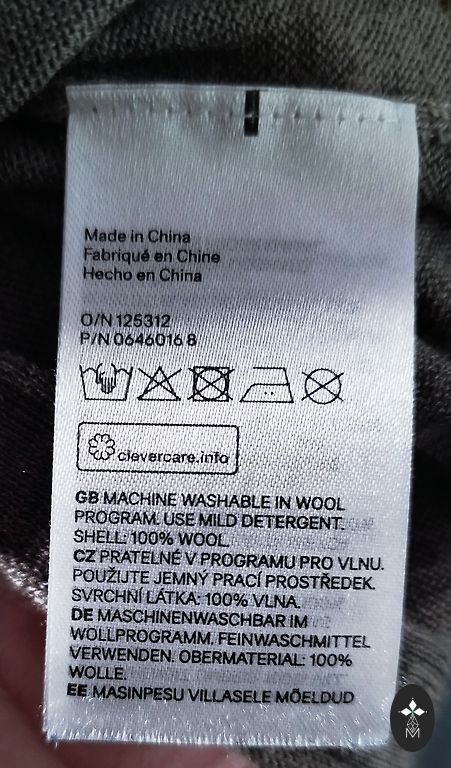 Made in China
Fabriqué en Chine
Hecho en China
O/N 125312
P/N 0646016 8
clevercare.info
GB MACHINE WASHABLE IN WOOL
PROGRAM. USE MILD DETERGENT.
SHELL: 100% WOOL.
CZ PRATELNÉ V PROGRAMU PRO VLNU.
POUŽIJTE JEMNÝ PRACÍ PROSTŘEDEK.
SVRCHNÍ LÁTKA: 100% VLNA.
DE MASCHINENWASCHBAR IM
WOLLPROGRAMM. FEINWASCHMITTEL
VERWENDEN. OBERMATERIAL: 100%
WOLLE.
EE MASINPESU VILLASELE MÕELDUD
M